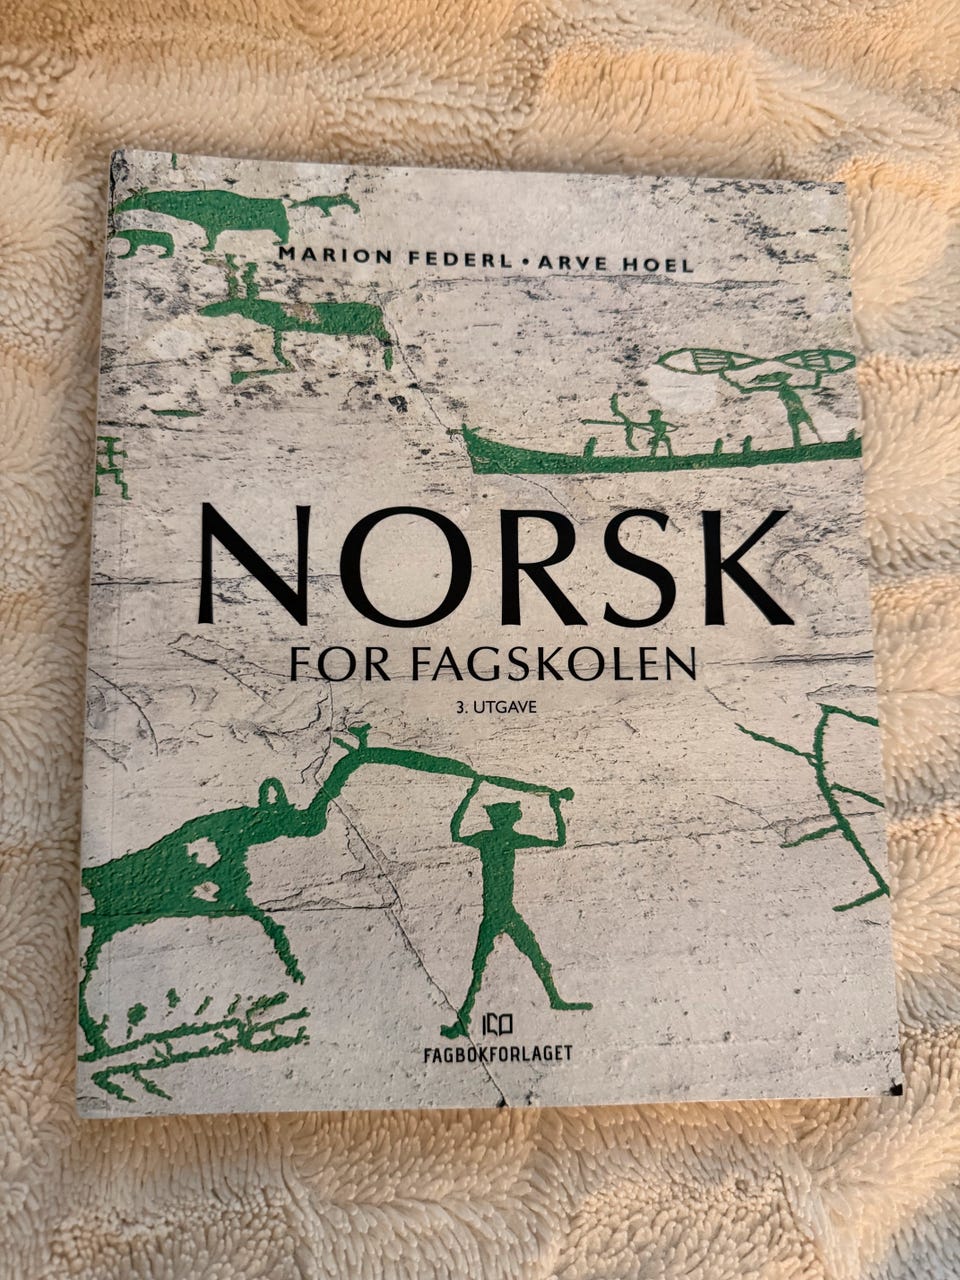 MARION FEDERL • ARVE HOEL
NORSK
FOR FAGSKOLEN
3. UTGAVE
FAGBOKFORLAGET